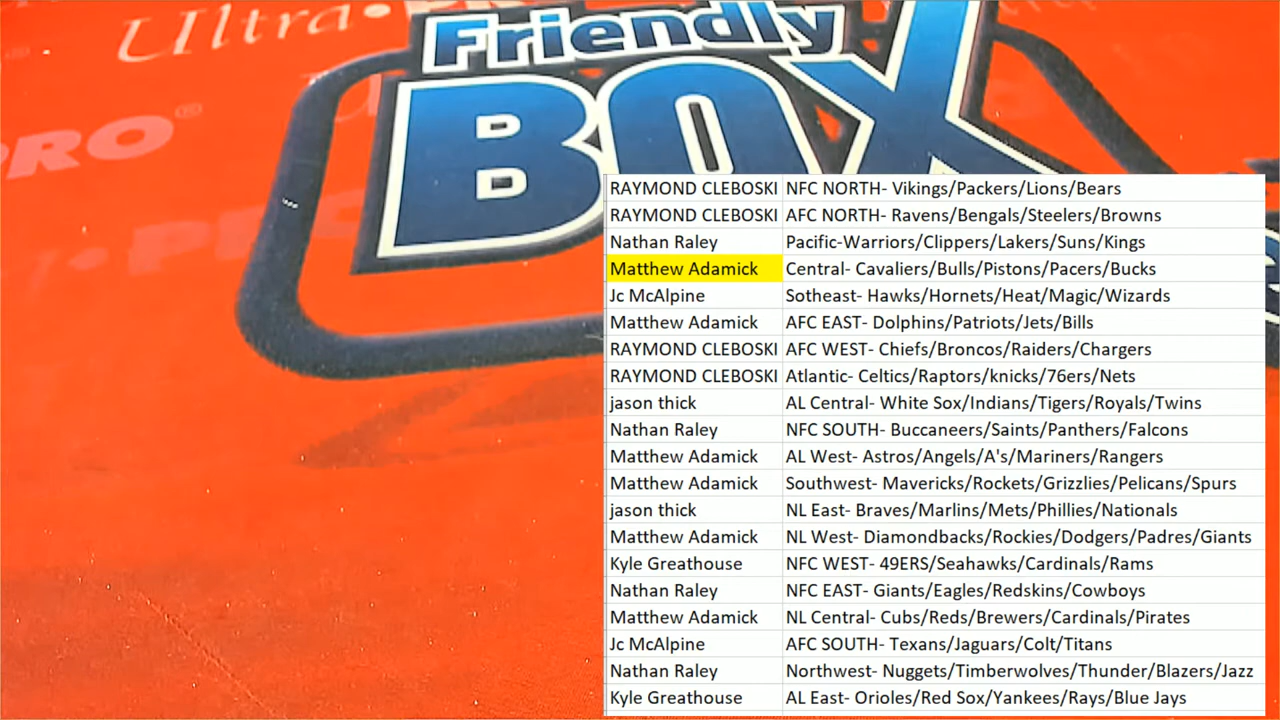 Ultra•PR
Friendly
BOX
PRO®
RAYMOND CLEBOSKI NFC NORTH- Vikings/Packers/Lions/Bears
RAYMOND CLEBOSKI AFC NORTH- Ravens/Bengals/Steelers/Browns
Nathan Raley Pacific-Warriors/Clippers/Lakers/Suns/Kings
Matthew Adamick Central- Cavaliers/Bulls/Pistons/Pacers/Bucks
Jc McAlpine Sotheast- Hawks/Hornets/Heat/Magic/Wizards
Matthew Adamick AFC EAST- Dolphins/Patriots/Jets/Bills
RAYMOND CLEBOSKI AFC WEST- Chiefs/Broncos/Raiders/Chargers
RAYMOND CLEBOSKI Atlantic- Celtics/Raptors/knicks/76ers/Nets
jason thick AL Central- White Sox/Indians/Tigers/Royals/Twins
Nathan Raley NFC SOUTH- Buccaneers/Saints/Panthers/Falcons
Matthew Adamick AL West- Astros/Angels/A's/Mariners/Rangers
Matthew Adamick Southwest- Mavericks/Rockets/Grizzlies/Pelicans/Spurs
jason thick NL East- Braves/Marlins/Mets/Phillies/Nationals
Matthew Adamick NL West- Diamondbacks/Rockies/Dodgers/Padres/Giants
Kyle Greathouse NFC WEST- 49ERS/Seahawks/Cardinals/Rams
Nathan Raley NFC EAST- Giants/Eagles/Redskins/Cowboys
Matthew Adamick NL Central- Cubs/Reds/Brewers/Cardinals/Pirates
Jc McAlpine AFC SOUTH- Texans/Jaguars/Colt/Titans
Nathan Raley Northwest- Nuggets/Timberwolves/Thunder/Blazers/Jazz
Kyle Greathouse AL East- Orioles/Red Sox/Yankees/Rays/Blue Jays